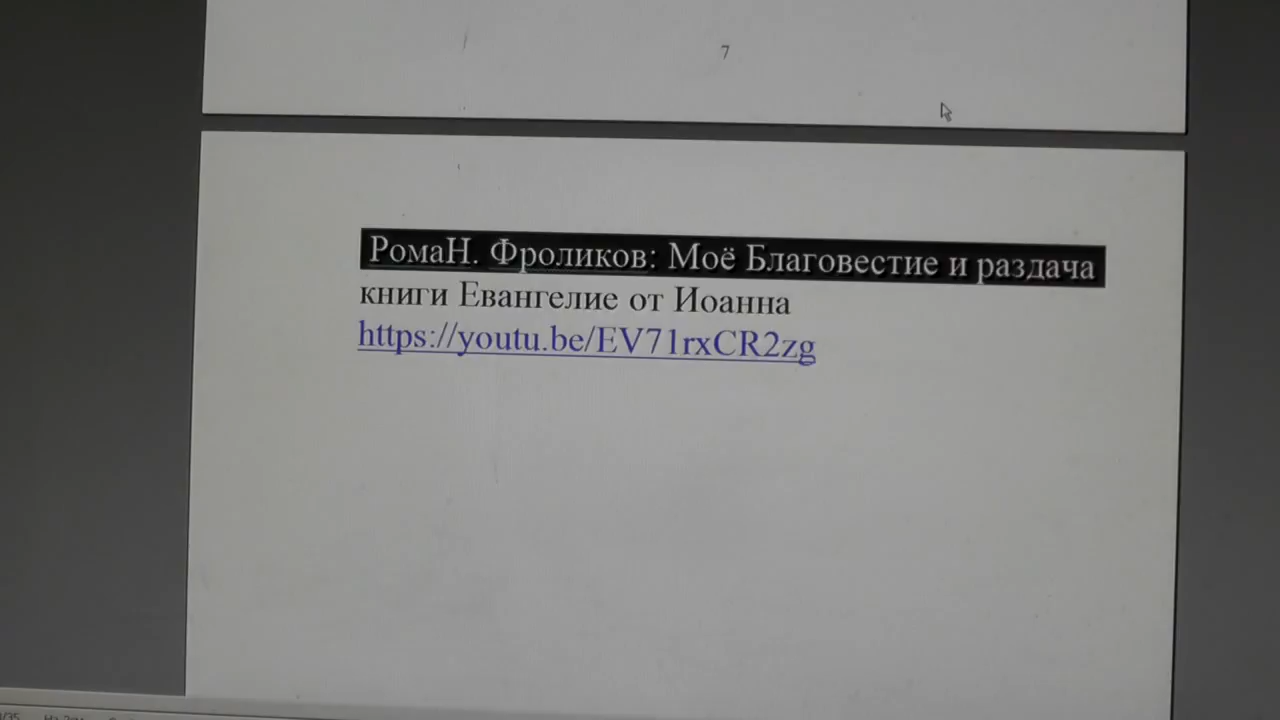 7
РомаН. Фроликов: Моё Благовестие и раздача
книги Евангелие от Иоанна
https://youtu.be/EV71rxCR2zg